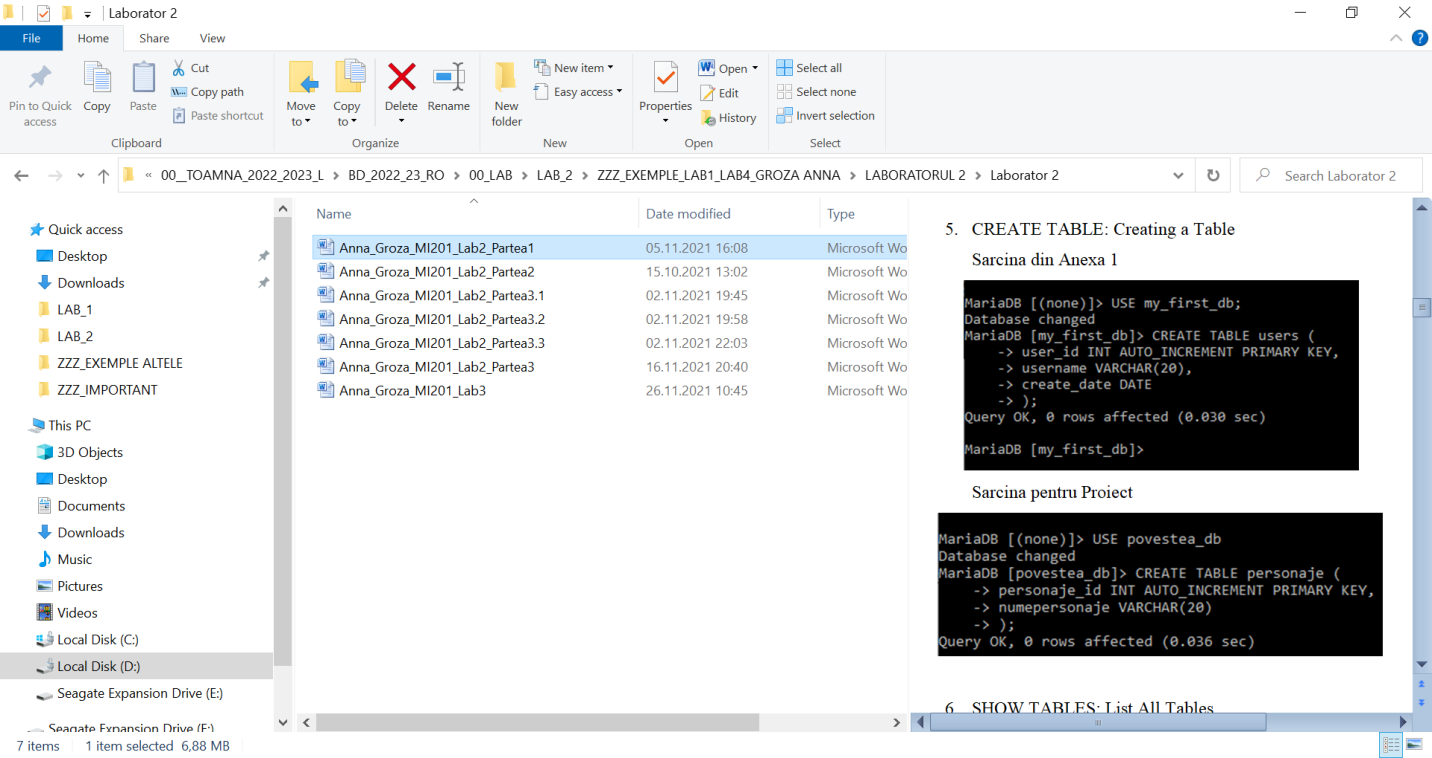 Laborator 2
File Home Share View
Pin to Quick access
Copy
Paste
Cut
Copy path
Paste shortcut
Clipboard
Move to
Copy to
Delete
Rename
Organize
New folder
New item
Easy access
New
Properties
Open
Edit
History
Open
Select all
Select none
Invert selection
Select
« 00__TOAMNA_2022_2023_L > BD_2022_23_RO > 00_LAB > LAB_2 > ZZZ_EXEMPLE_LAB1_LAB4_GROZA ANNA > LABORATORUL 2 > Laborator 2
Search Laborator 2
Quick access
Desktop
Downloads
LAB_1
LAB_2
ZZZ_EXEMPLE ALTELE
ZZZ_IMPORTANT
This PC
3D Objects
Desktop
Documents
Downloads
Music
Pictures
Videos
Local Disk (C:)
Local Disk (D:)
Seagate Expansion Drive (E:)
Seagate Expansion Drive (E:)
Name Date modified Type
Anna_Groza_MI201_Lab2_Partea1 05.11.2021 16:08 Microsoft Wo
Anna_Groza_MI201_Lab2_Partea2 15.10.2021 13:02 Microsoft Wo
Anna_Groza_MI201_Lab2_Partea3.1 02.11.2021 19:45 Microsoft Wo
Anna_Groza_MI201_Lab2_Partea3.2 02.11.2021 19:58 Microsoft Wo
Anna_Groza_MI201_Lab2_Partea3.3 02.11.2021 22:03 Microsoft Wo
Anna_Groza_MI201_Lab2_Partea3 16.11.2021 20:40 Microsoft Wo
Anna_Groza_MI201_Lab3 26.11.2021 10:45 Microsoft Wo
5. CREATE TABLE: Creating a Table
Sarcina din Anexa 1
MariaDB [(none)]> USE my_first_db;
Database changed
MariaDB [my_first_db]> CREATE TABLE users (
-> user_id INT AUTO_INCREMENT PRIMARY KEY,
-> username VARCHAR(20),
-> create_date DATE
-> );
Query OK, 0 rows affected (0.030 sec)
MariaDB [my_first_db]>
Sarcina pentru Proiect
MariaDB [(none)]> USE povestea_db
Database changed
MariaDB [povestea_db]> CREATE TABLE personaje (
-> personaje_id INT AUTO_INCREMENT PRIMARY KEY,
-> numepersonaje VARCHAR(20)
-> );
Query OK, 0 rows affected (0.036 sec)
6. SHOW TABLES: List All Tables
7 items 1 item selected 6,88 MB